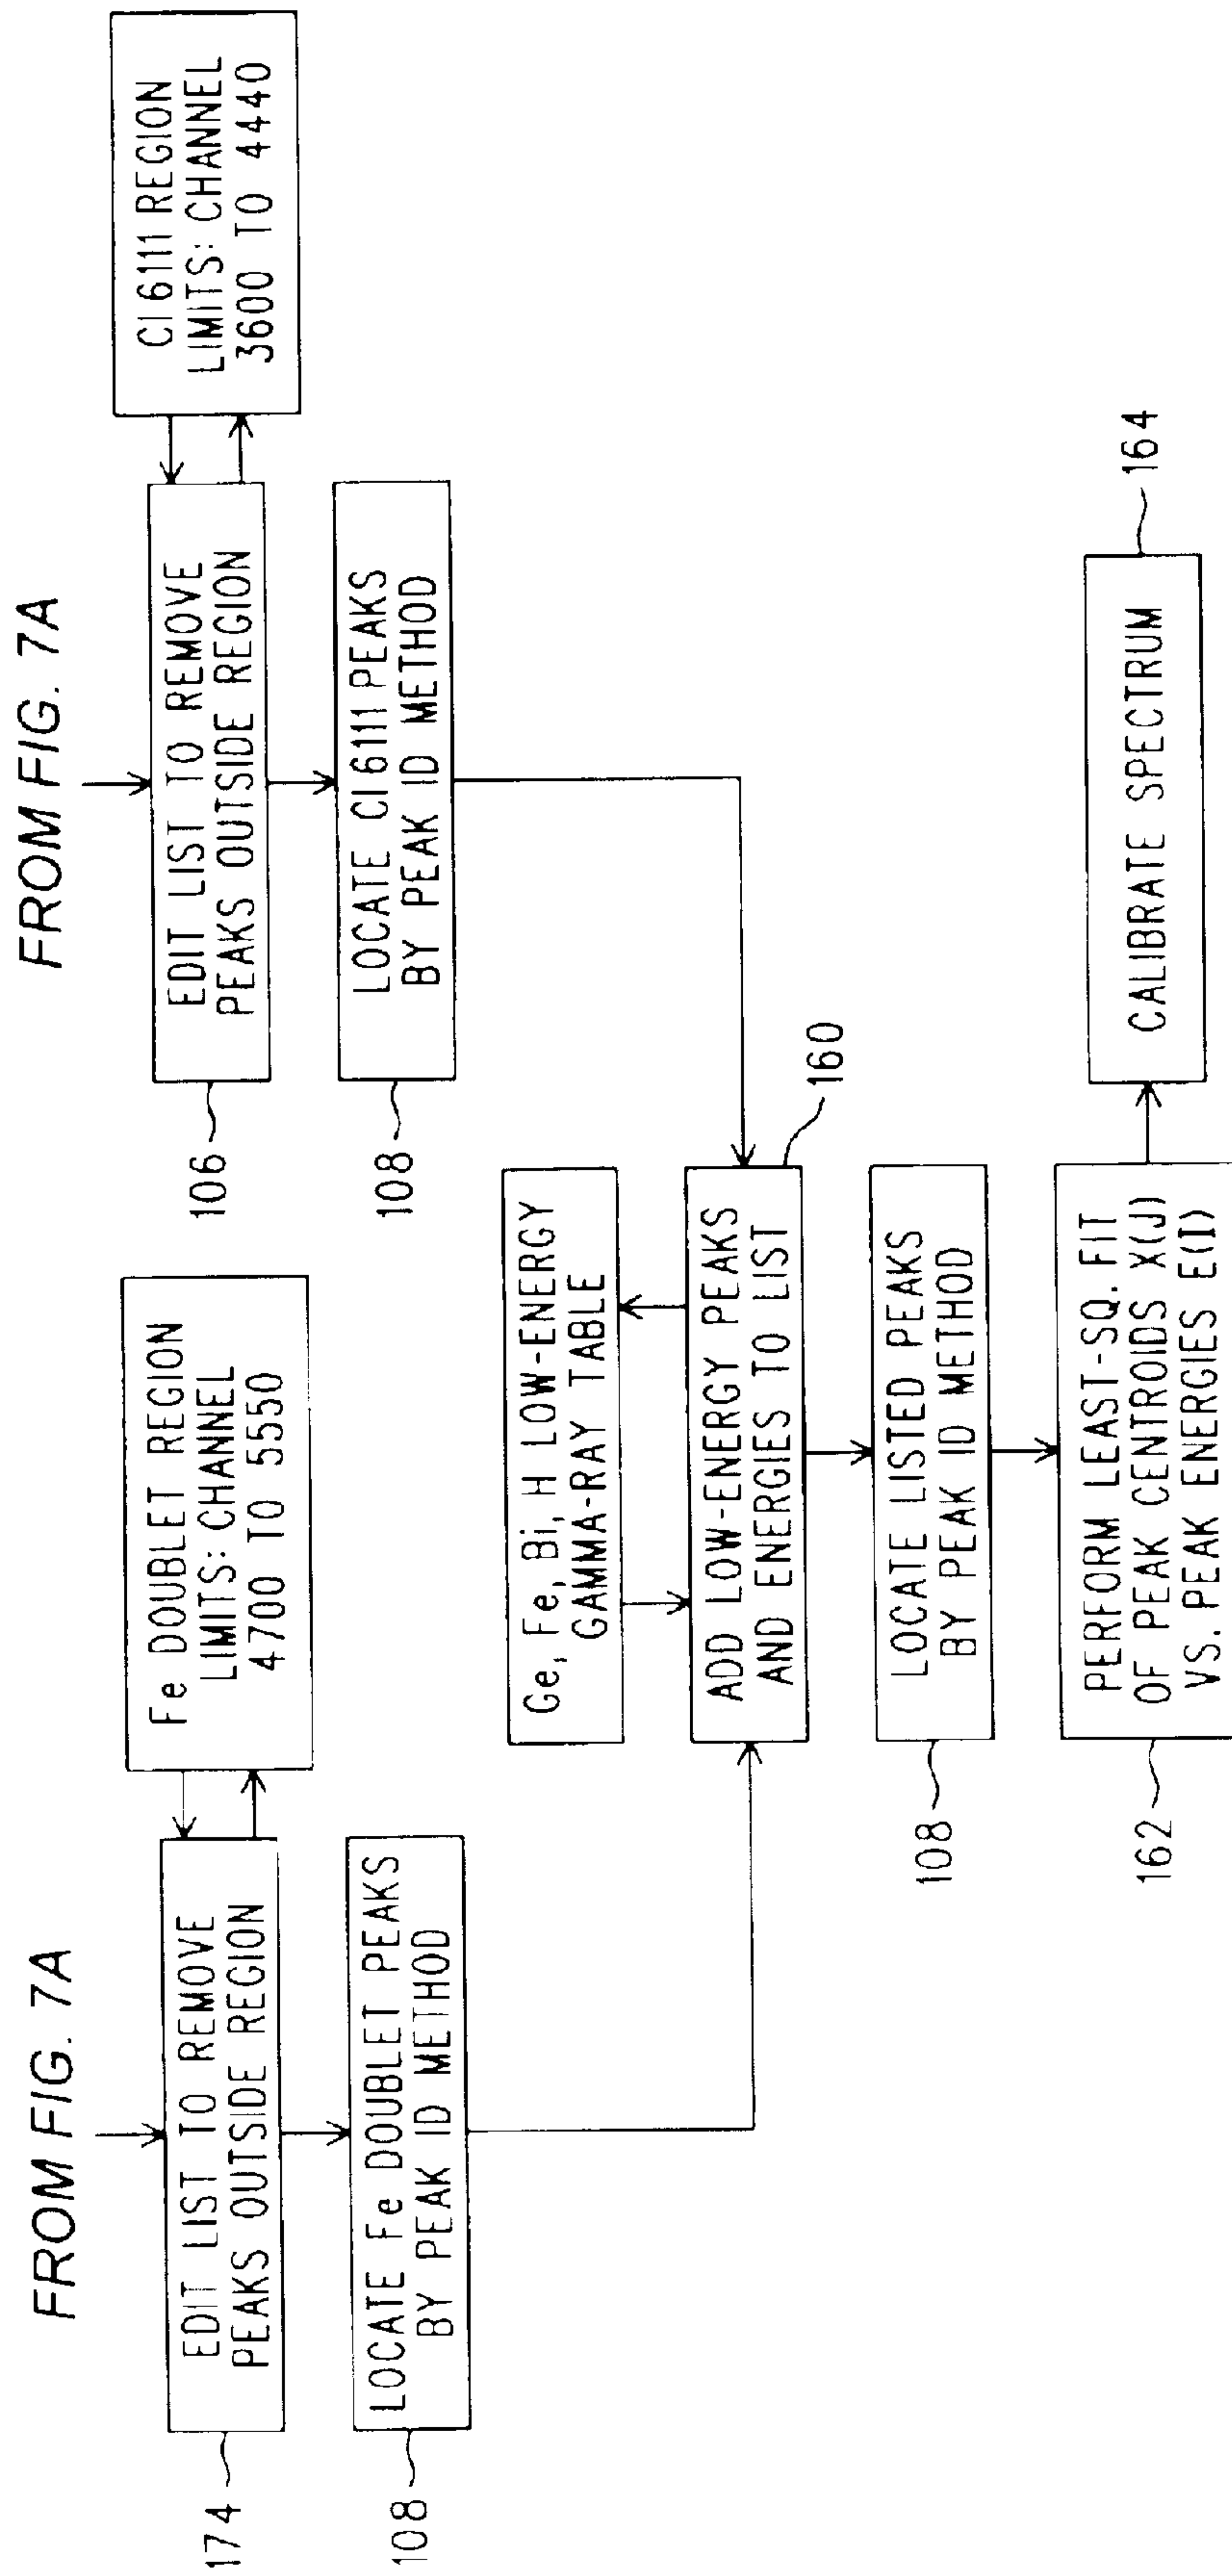 FROM FIG. 7A
174
EDIT LIST TO REMOVE
PEAKS OUTSIDE REGION
Fe DOUBLET REGION
LIMITS: CHANNEL
4700 TO 5550
108
LOCATE Fe DOUBLET PEAKS
BY PEAK ID METHOD
FROM FIG. 7A
106
EDIT LIST TO REMOVE
PEAKS OUTSIDE REGION
Cl 6111 REGION
LIMITS: CHANNEL
3600 TO 4440
108
LOCATE Cl 6111 PEAKS
BY PEAK ID METHOD
Ge, Fe, Bi, H LOW-ENERGY
GAMMA-RAY TABLE
ADD LOW-ENERGY PEAKS
AND ENERGIES TO LIST
160
108
LOCATE LISTED PEAKS
BY PEAK ID METHOD
162
PERFORM LEAST-SQ. FIT
OF PEAK CENTROIDS X(J)
VS. PEAK ENERGIES E(I)
CALIBRATE SPECTRUM
164